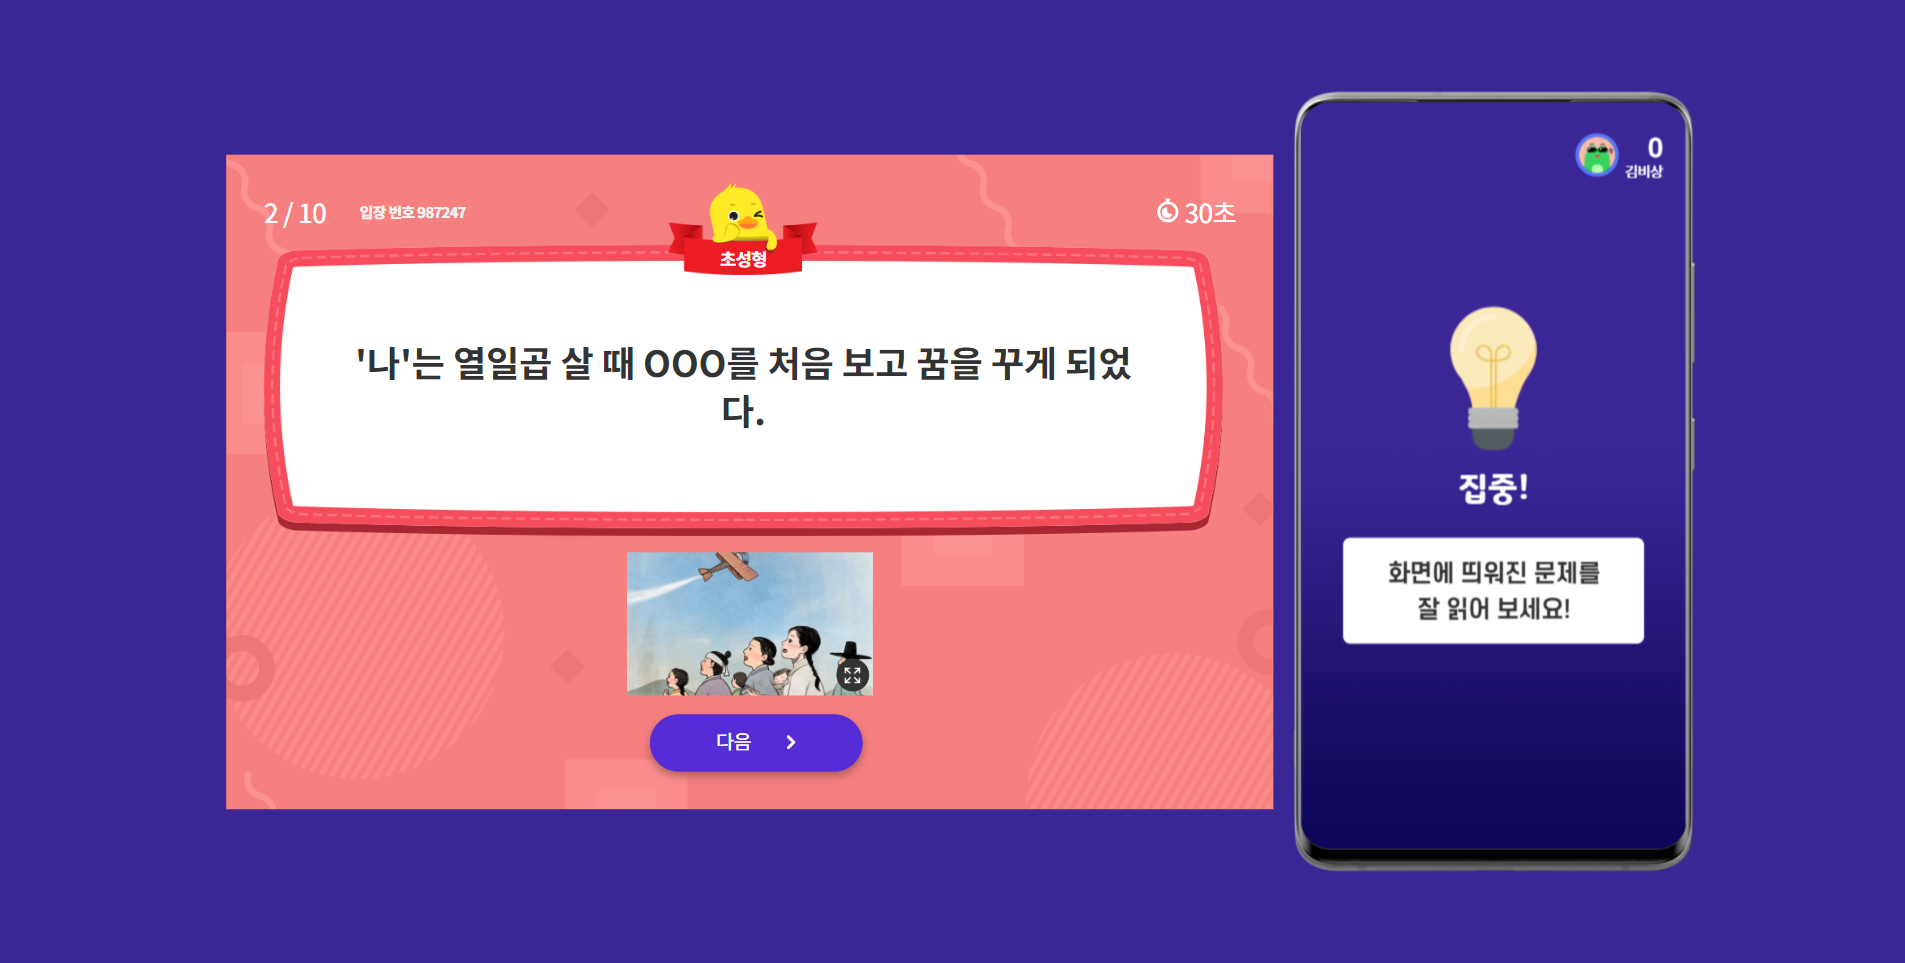 2 / 10
입장 번호 987247
30초
초성형
'나'는 열일곱 살 때 OOO를 처음 보고 꿈을 꾸게 되었
다.
다음
0
김비상
집중!
화면에 띄워진 문제를
잘 읽어 보세요!